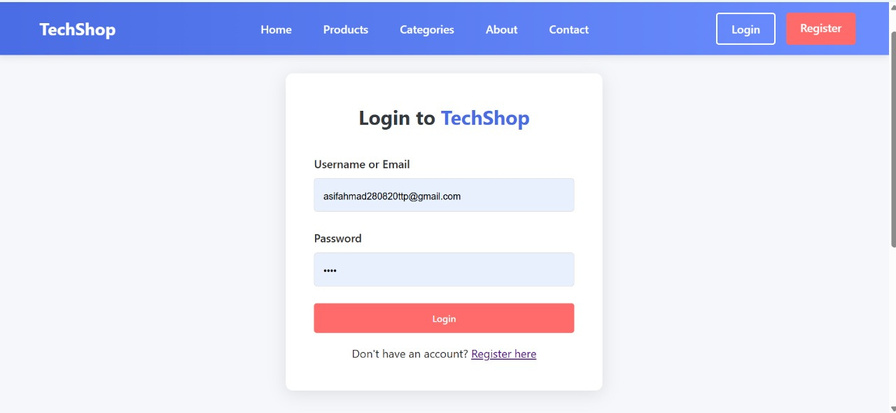 TechShop
Home Products Categories About Contact
Login Register
Login to TechShop
Username or Email
asifahmad280820ttp@gmail.com
Password
••••
Login
Don't have an account? Register here